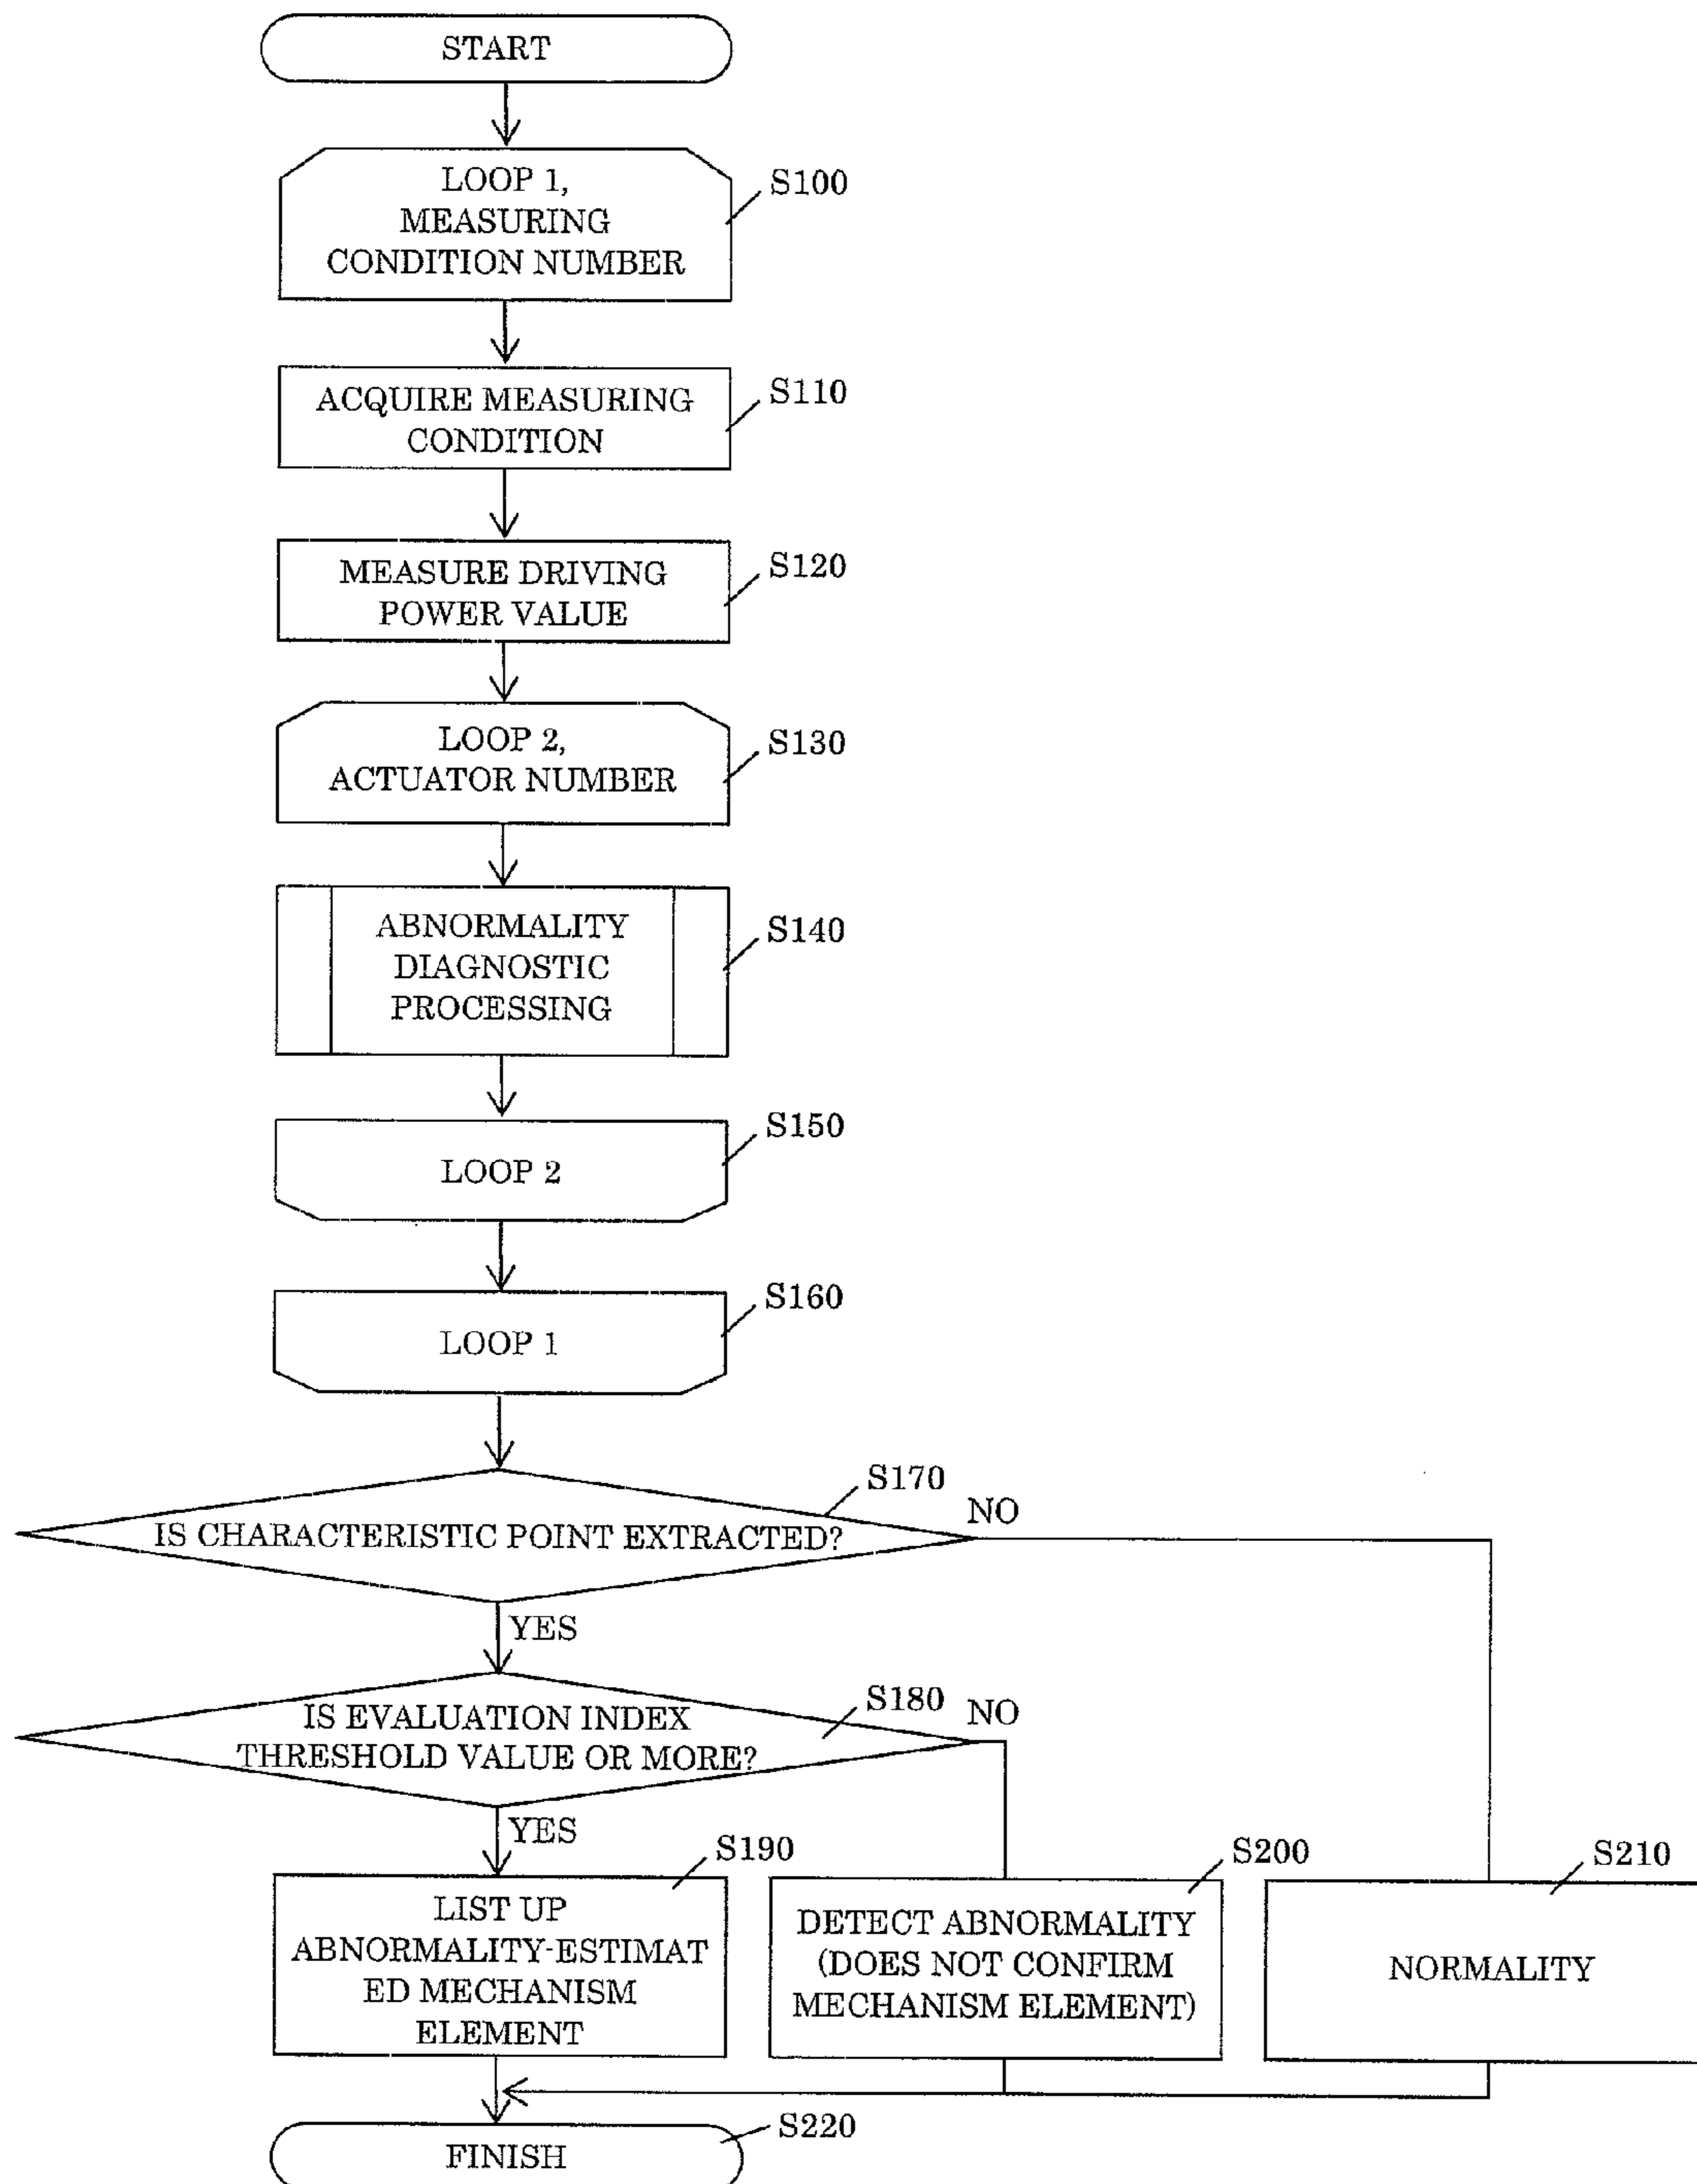 START
LOOP 1,
MEASURING
CONDITION NUMBER
S100
ACQUIRE MEASURING
CONDITION
S110
MEASURE DRIVING
POWER VALUE
S120
LOOP 2,
ACTUATOR NUMBER
S130
ABNORMALITY
DIAGNOSTIC
PROCESSING
S140
LOOP 2
S150
LOOP 1
S160
IS CHARACTERISTIC POINT EXTRACTED?
S170
NO
YES
IS EVALUATION INDEX
THRESHOLD VALUE OR MORE?
S180
NO
YES
LIST UP
ABNORMALITY-ESTIMAT
ED MECHANISM
ELEMENT
S190
DETECT ABNORMALITY
(DOES NOT CONFIRM
MECHANISM ELEMENT)
S200
NORMALITY
S210
FINISH
S220